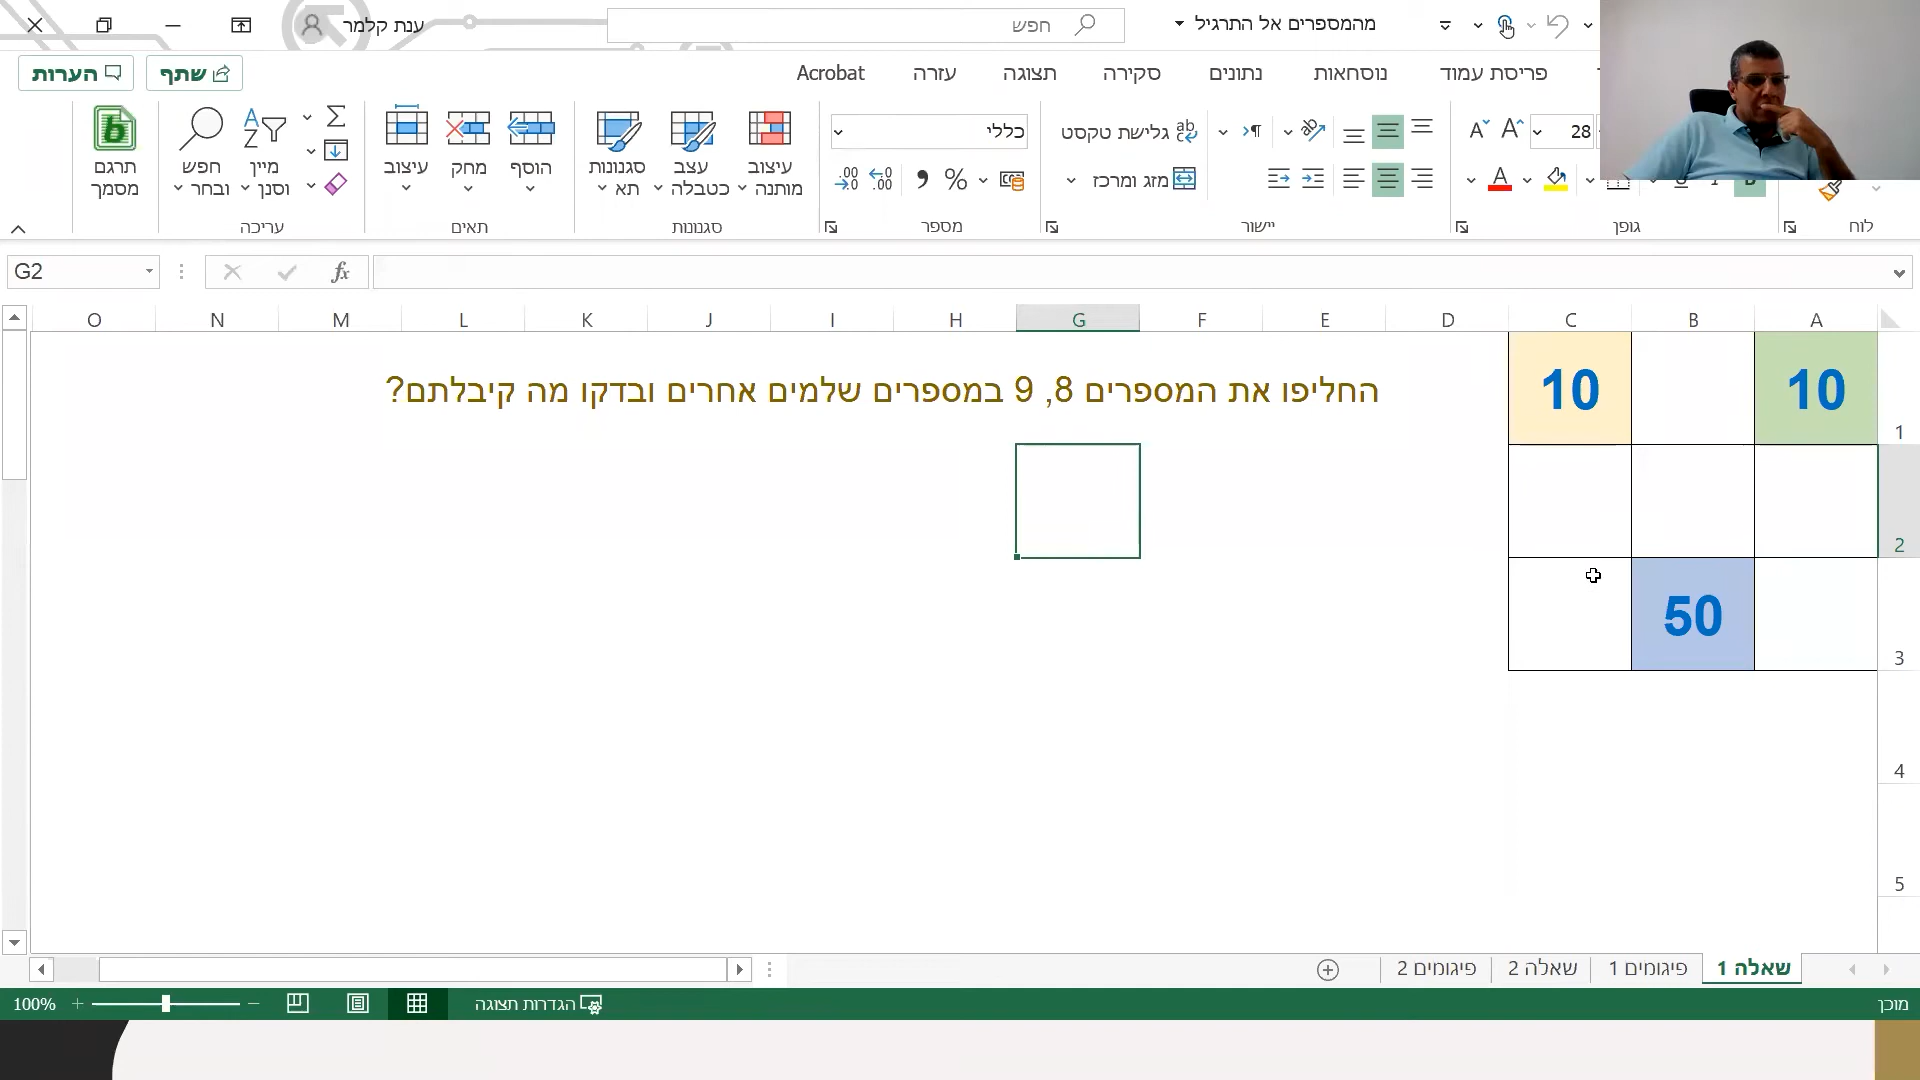 מהמספרים אל התרגיל
חפש
ענת קלמר
פריסת עמוד
נוסחאות
נתונים
סקירה
תצוגה
עזרה
Acrobat
שתף
הערות
28
גלישת טקסט
מזג ומרכז
כללי
עיצוב מותנה
עצב כטבלה
סגנונות תא
הוסף
מחק
עיצוב
מיין וסנן
חפש ובחר
תרגם מסמך
לוח
גופן
יישור
מספר
סגנונות
תאים
עריכה
G2
fx
A B C D E F G H I J K L M N O
10 10
החליפו את המספרים 8, 9 במספרים שלמים אחרים ובדקו מה קיבלתם?
1
2
50
3
4
5
שאלה 1
פיגומים 1
שאלה 2
פיגומים 2
מוכן
הגדרות תצוגה
100%